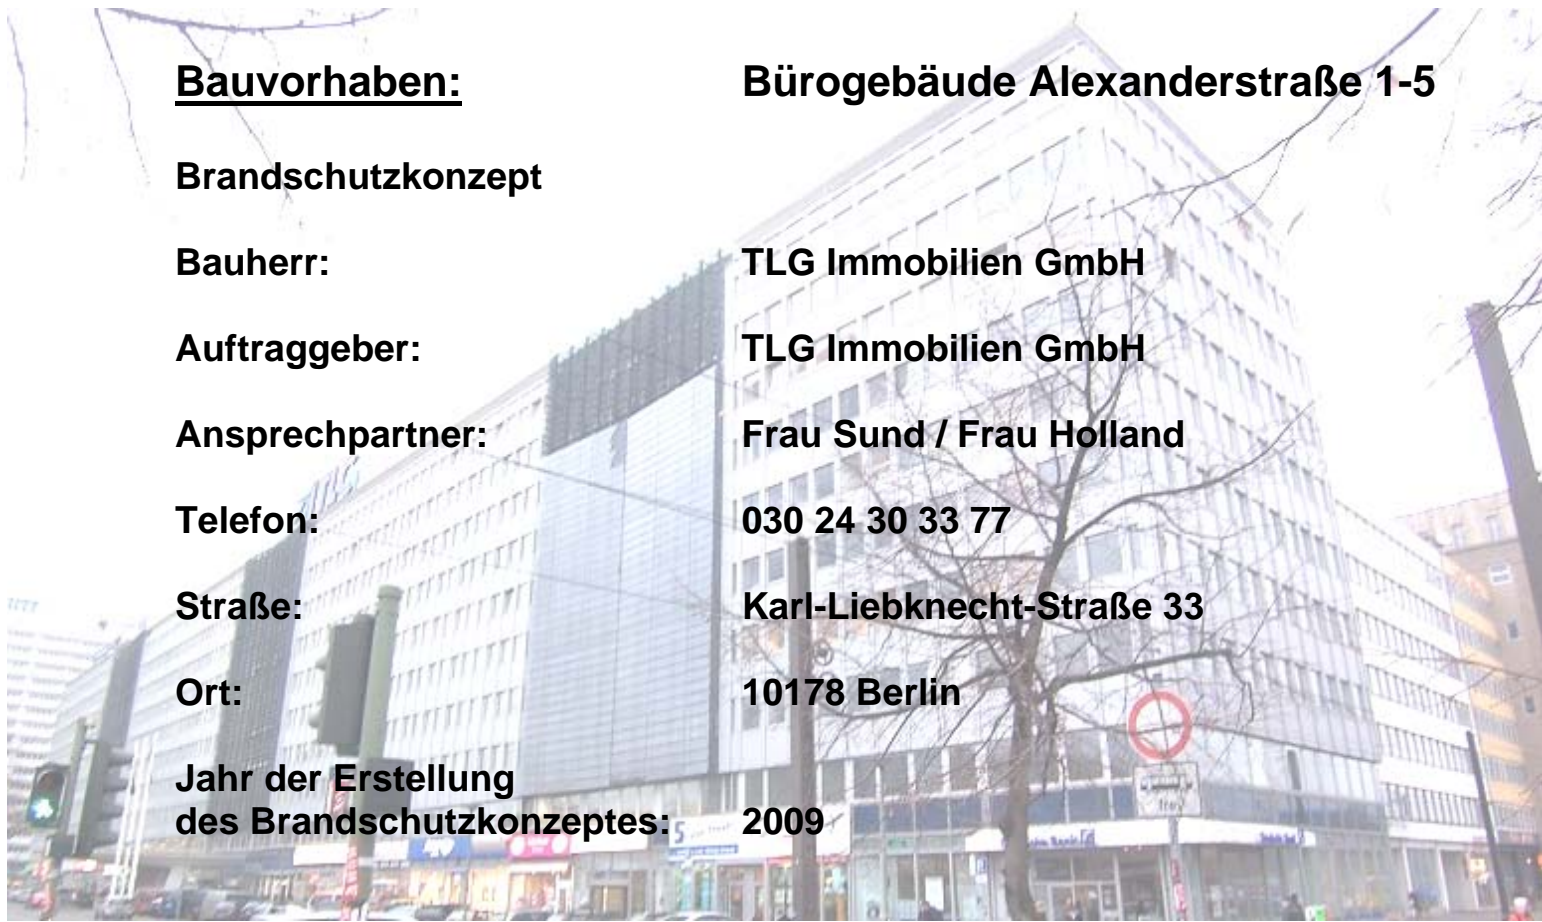 Bauvorhaben: Bürogebäude Alexanderstraße 1-5
Brandschutzkonzept
Bauherr: TLG Immobilien GmbH
Auftraggeber: TLG Immobilien GmbH
Ansprechpartner: Frau Sund / Frau Holland
Telefon: 030 24 30 33 77
Straße: Karl-Liebknecht-Straße 33
Ort: 10178 Berlin
Jahr der Erstellung
des Brandschutzkonzeptes: 2009